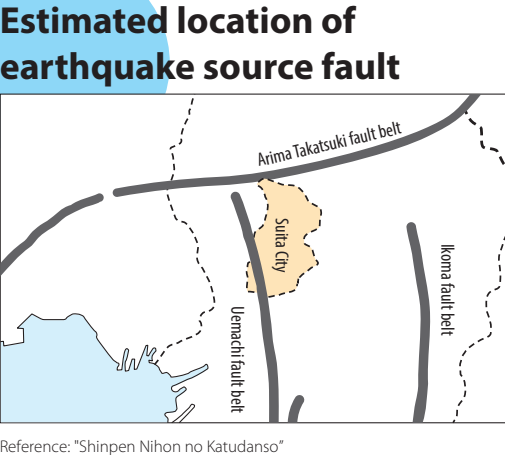 Estimated location of
earthquake source fault
Arima Takatsuki fault belt
Suita City
Ikoma fault belt
Uemachi fault belt
Reference: "Shinpen Nihon no Katudanso"